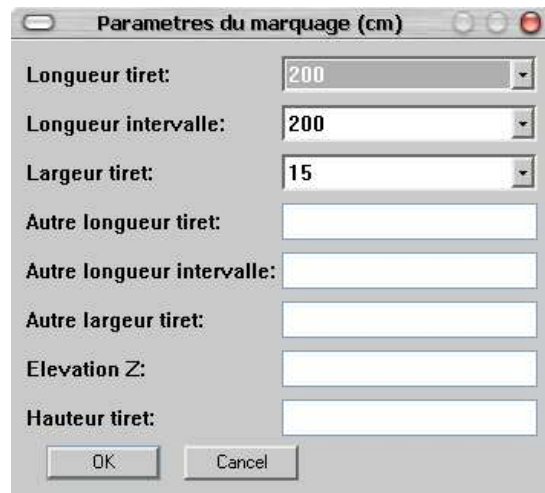 Parametres du marquage (cm)
Longueur tiret: 200
Longueur intervalle: 200
Largeur tiret: 15
Autre longueur tiret:
Autre longueur intervalle:
Autre largeur tiret:
Elevation Z:
Hauteur tiret:
OK Cancel